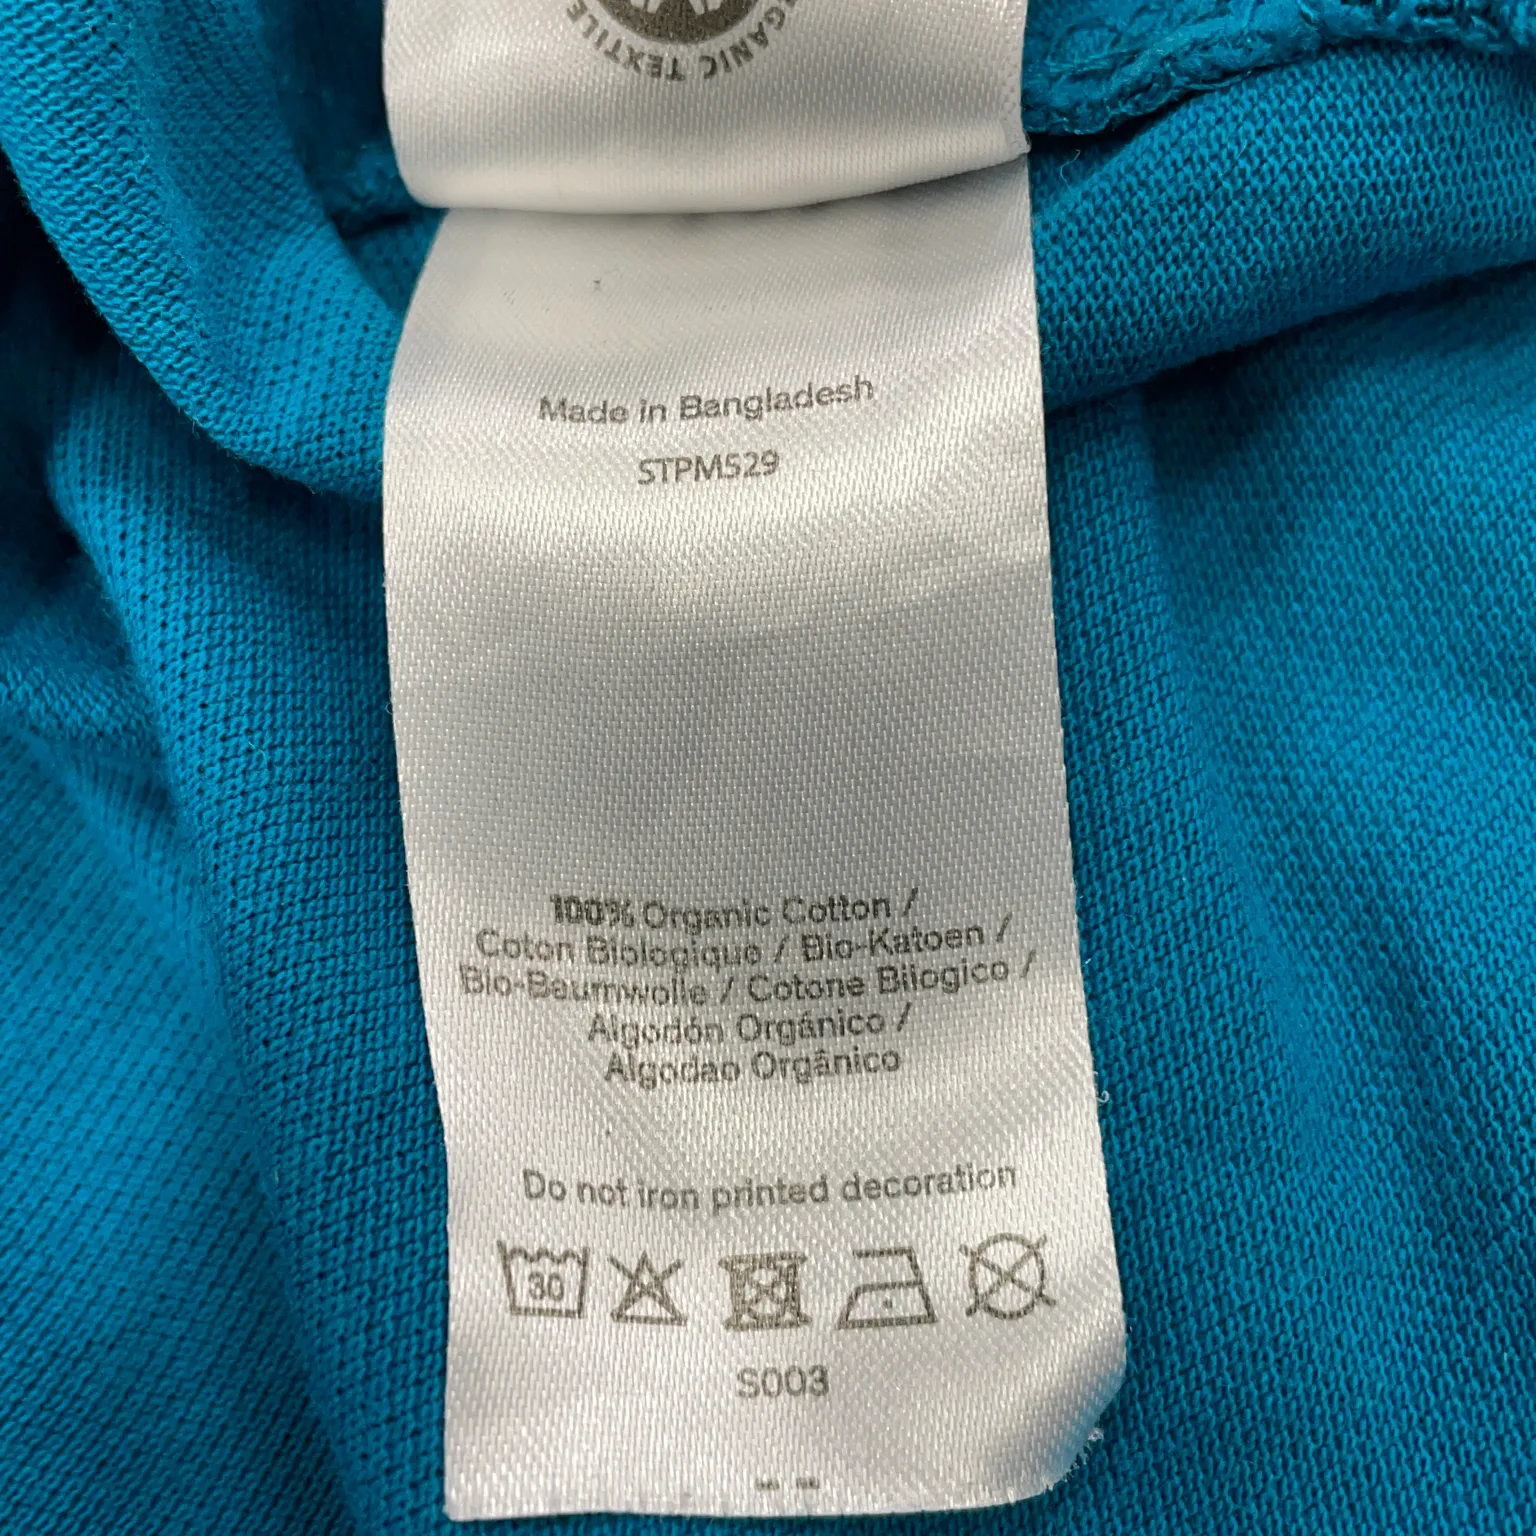 ORGANIC TEXTILE
Made in Bangladesh
STPM529
100% Organic Cotton /
Coton Biologique / Bio-Katoen /
Bio-Baumwolle / Cotone Bilogico /
Algodón Orgánico /
Algodao Orgânico
Do not iron printed decoration
30
S003